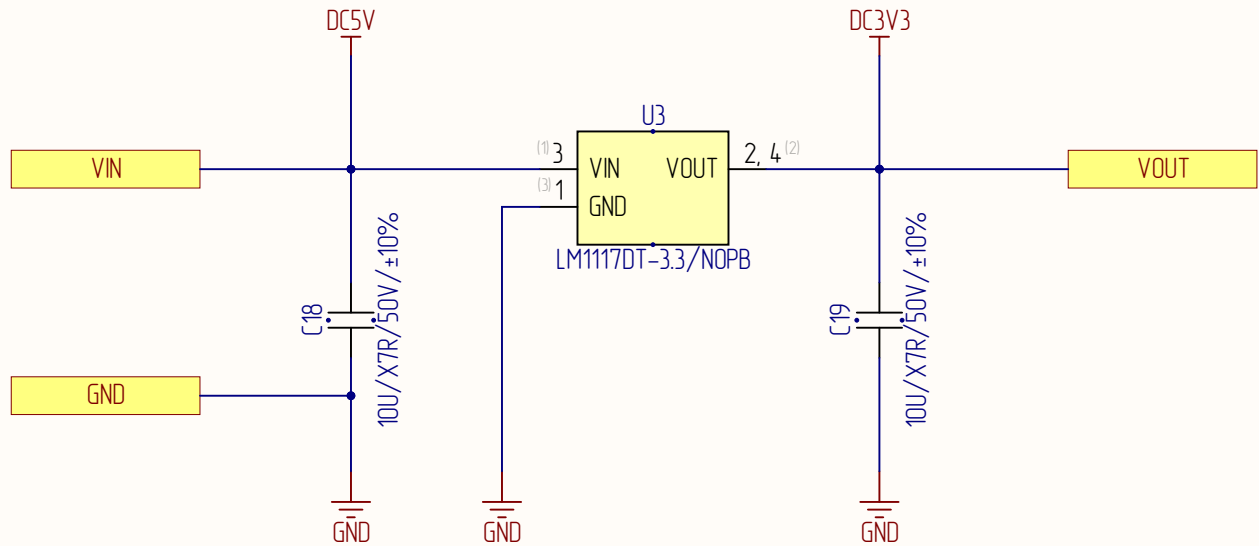 DC5V
DC3V3
U3
VIN
(1) 3
VIN
VOUT
2, 4 (2)
VOUT
(3) 1
GND
LM1117DT-3.3/NOPB
C18
10U/X7R/50V/±10%
C19
10U/X7R/50V/±10%
GND
GND
GND
GND